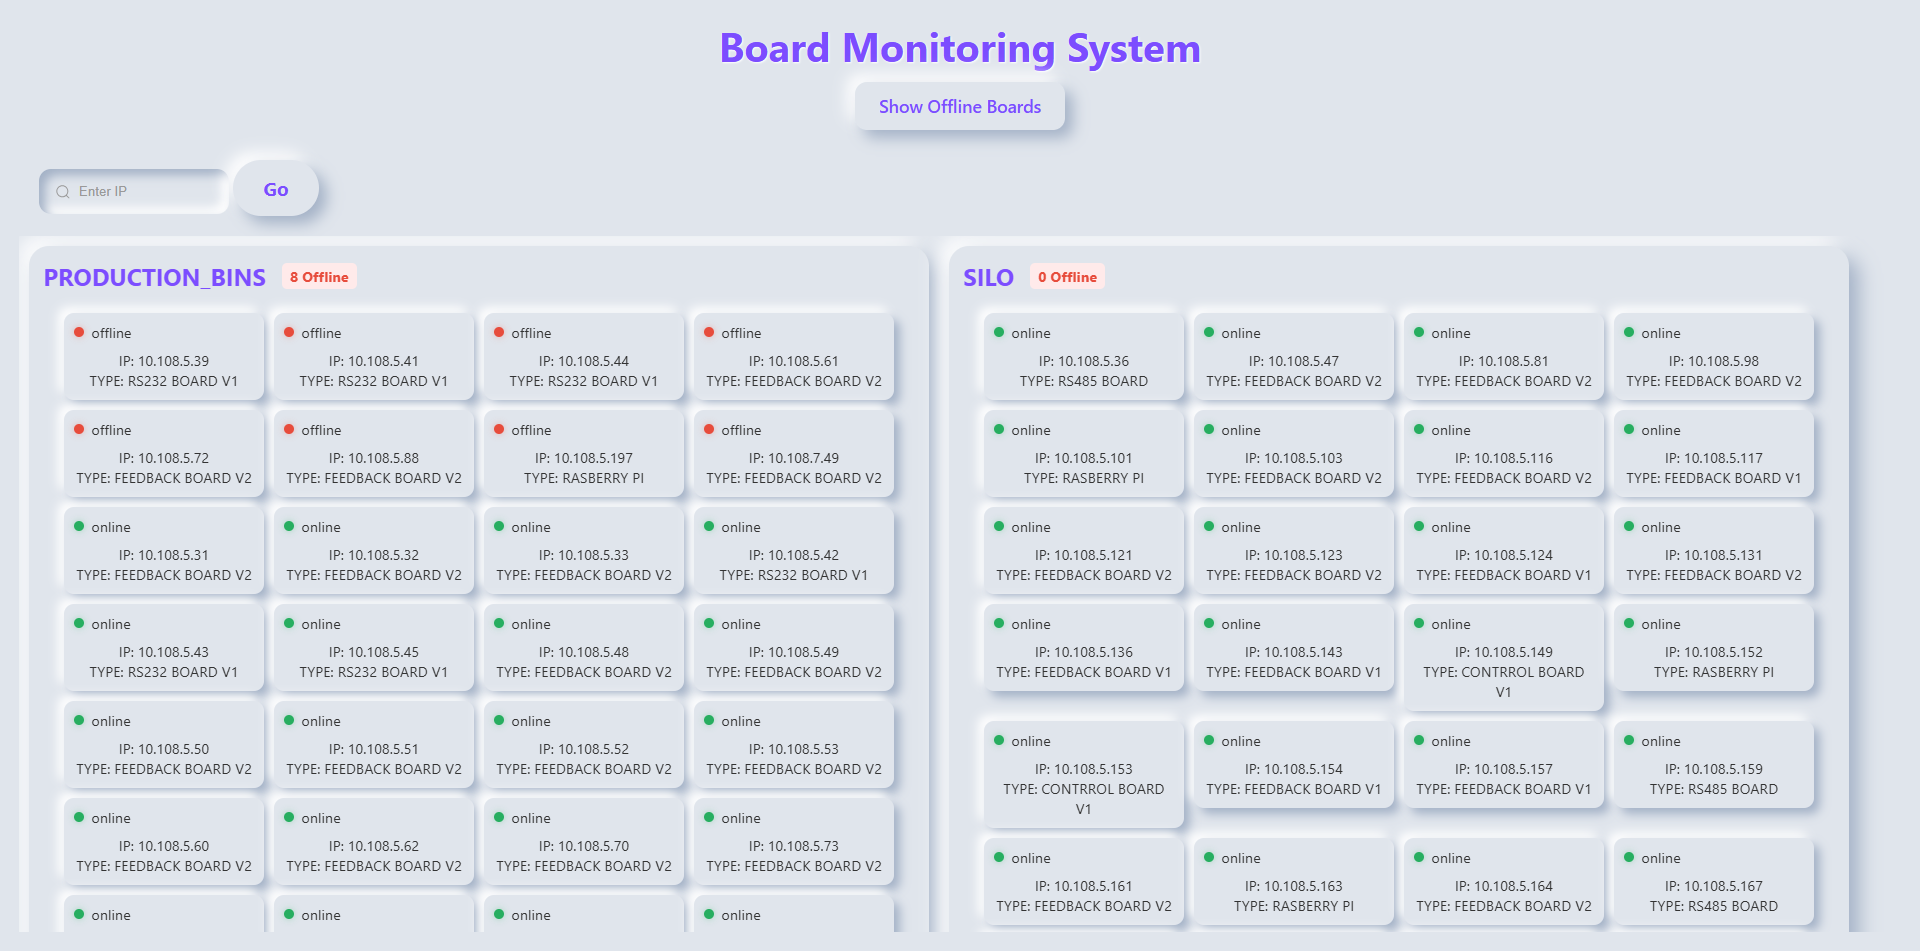 Board Monitoring System
Show Offline Boards
Enter IP
Go
PRODUCTION_BINS
8 Offline
offline
IP: 10.108.5.39
TYPE: RS232 BOARD V1
offline
IP: 10.108.5.41
TYPE: RS232 BOARD V1
offline
IP: 10.108.5.44
TYPE: RS232 BOARD V1
offline
IP: 10.108.5.61
TYPE: FEEDBACK BOARD V2
offline
IP: 10.108.5.72
TYPE: FEEDBACK BOARD V2
offline
IP: 10.108.5.88
TYPE: FEEDBACK BOARD V2
offline
IP: 10.108.5.197
TYPE: RASBERRY PI
offline
IP: 10.108.7.49
TYPE: FEEDBACK BOARD V2
online
IP: 10.108.5.31
TYPE: FEEDBACK BOARD V2
online
IP: 10.108.5.32
TYPE: FEEDBACK BOARD V2
online
IP: 10.108.5.33
TYPE: FEEDBACK BOARD V2
online
IP: 10.108.5.42
TYPE: RS232 BOARD V1
online
IP: 10.108.5.43
TYPE: RS232 BOARD V1
online
IP: 10.108.5.45
TYPE: RS232 BOARD V1
online
IP: 10.108.5.48
TYPE: FEEDBACK BOARD V2
online
IP: 10.108.5.49
TYPE: FEEDBACK BOARD V2
online
IP: 10.108.5.50
TYPE: FEEDBACK BOARD V2
online
IP: 10.108.5.51
TYPE: FEEDBACK BOARD V2
online
IP: 10.108.5.52
TYPE: FEEDBACK BOARD V2
online
IP: 10.108.5.53
TYPE: FEEDBACK BOARD V2
online
IP: 10.108.5.60
TYPE: FEEDBACK BOARD V2
online
IP: 10.108.5.62
TYPE: FEEDBACK BOARD V2
online
IP: 10.108.5.70
TYPE: FEEDBACK BOARD V2
online
IP: 10.108.5.73
TYPE: FEEDBACK BOARD V2
online
online
online
online
SILO
0 Offline
online
IP: 10.108.5.36
TYPE: RS485 BOARD
online
IP: 10.108.5.47
TYPE: FEEDBACK BOARD V2
online
IP: 10.108.5.81
TYPE: FEEDBACK BOARD V2
online
IP: 10.108.5.98
TYPE: FEEDBACK BOARD V2
online
IP: 10.108.5.101
TYPE: RASBERRY PI
online
IP: 10.108.5.103
TYPE: FEEDBACK BOARD V2
online
IP: 10.108.5.116
TYPE: FEEDBACK BOARD V2
online
IP: 10.108.5.117
TYPE: FEEDBACK BOARD V1
online
IP: 10.108.5.121
TYPE: FEEDBACK BOARD V2
online
IP: 10.108.5.123
TYPE: FEEDBACK BOARD V2
online
IP: 10.108.5.124
TYPE: FEEDBACK BOARD V1
online
IP: 10.108.5.131
TYPE: FEEDBACK BOARD V2
online
IP: 10.108.5.136
TYPE: FEEDBACK BOARD V1
online
IP: 10.108.5.143
TYPE: FEEDBACK BOARD V1
online
IP: 10.108.5.149
TYPE: CONTRROL BOARD
V1
online
IP: 10.108.5.152
TYPE: RASBERRY PI
online
IP: 10.108.5.153
TYPE: CONTRROL BOARD
V1
online
IP: 10.108.5.154
TYPE: FEEDBACK BOARD V1
online
IP: 10.108.5.157
TYPE: FEEDBACK BOARD V1
online
IP: 10.108.5.159
TYPE: RS485 BOARD
online
IP: 10.108.5.161
TYPE: FEEDBACK BOARD V2
online
IP: 10.108.5.163
TYPE: RASBERRY PI
online
IP: 10.108.5.164
TYPE: FEEDBACK BOARD V2
online
IP: 10.108.5.167
TYPE: RS485 BOARD